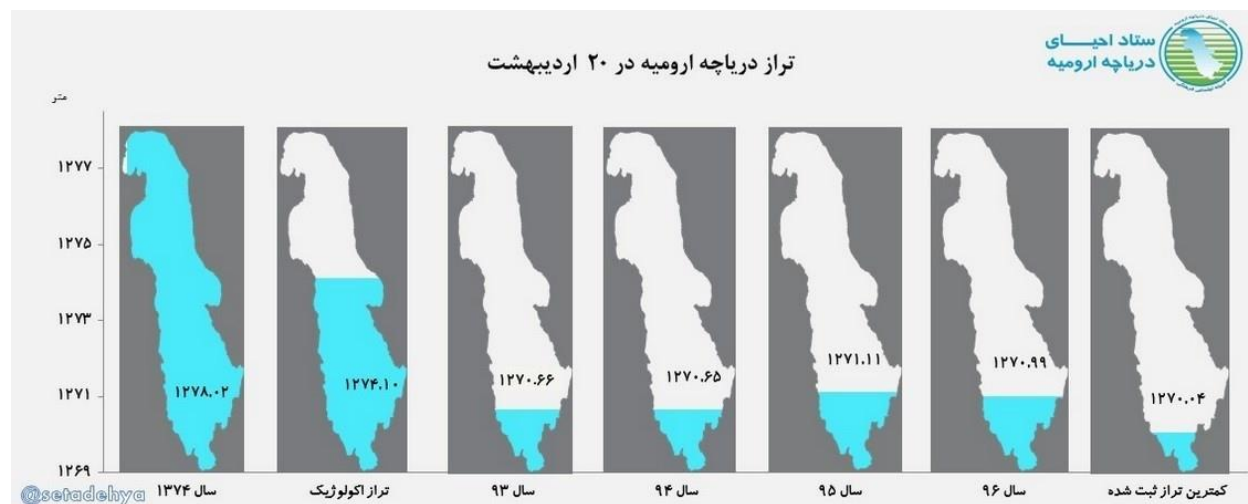 ستاد احیــــای
دریاچه ارومیه
تراز دریاچه ارومیه در ۲۰ اردیبهشت
متر
۱۲۷۷
۱۲۷۵
۱۲۷۳
۱۲۷۱
۱۲۶۹
۱۲۷۸.۰۲
۱۲۷۴.۱۰
۱۲۷۰.۶۶
۱۲۷۰.۶۵
۱۲۷۱.۱۱
۱۲۷۰.۹۹
۱۲۷۰.۰۴
سال ۱۳۷۴
تراز اکولوژیک
سال ۹۳
سال ۹۴
سال ۹۵
سال ۹۶
کمترین تراز ثبت شده
@setadehya